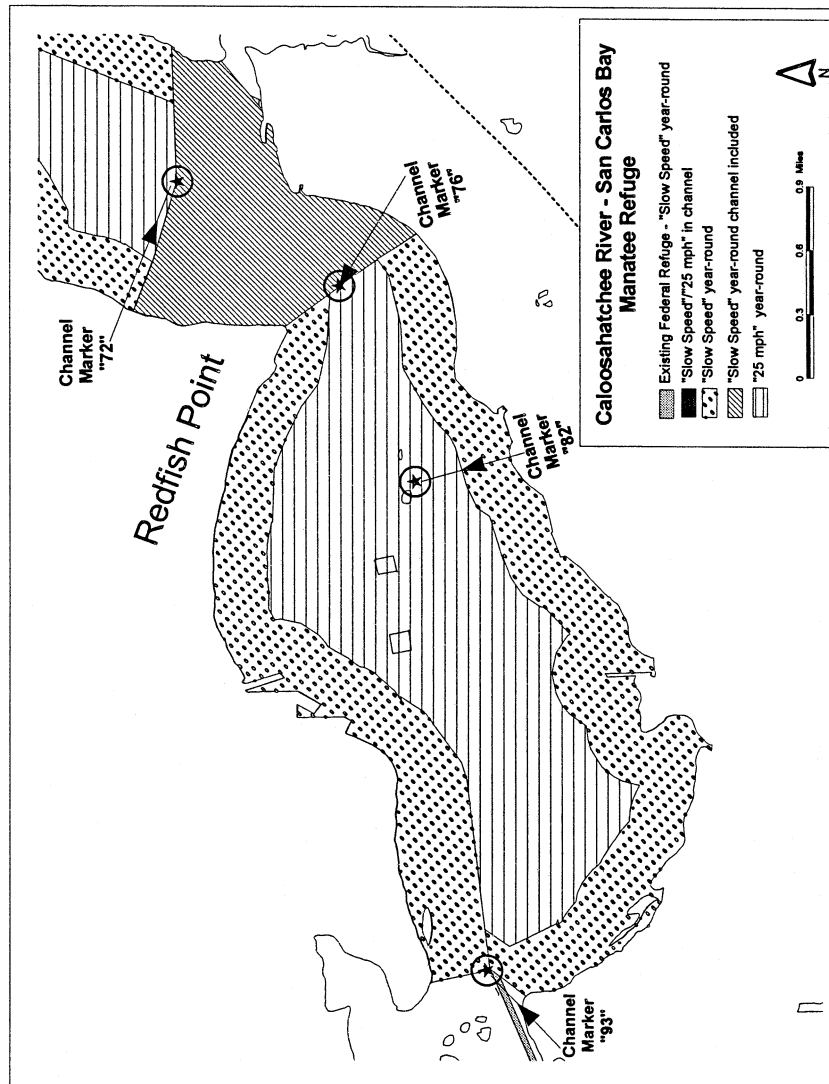 Caloosahatchee River - San Carlos Bay
Manatee Refuge
Existing Federal Refuge - "Slow Speed" year-round
"Slow Speed"/"25 mph" in channel
"Slow Speed" year-round
"Slow Speed" year-round channel included
"25 mph" year-round
0 0.3 0.6 0.9 Miles
N
Channel
Marker
"93"
Channel
Marker
"82"
Channel
Marker
"76"
Channel
Marker
"72"
Redfish Point